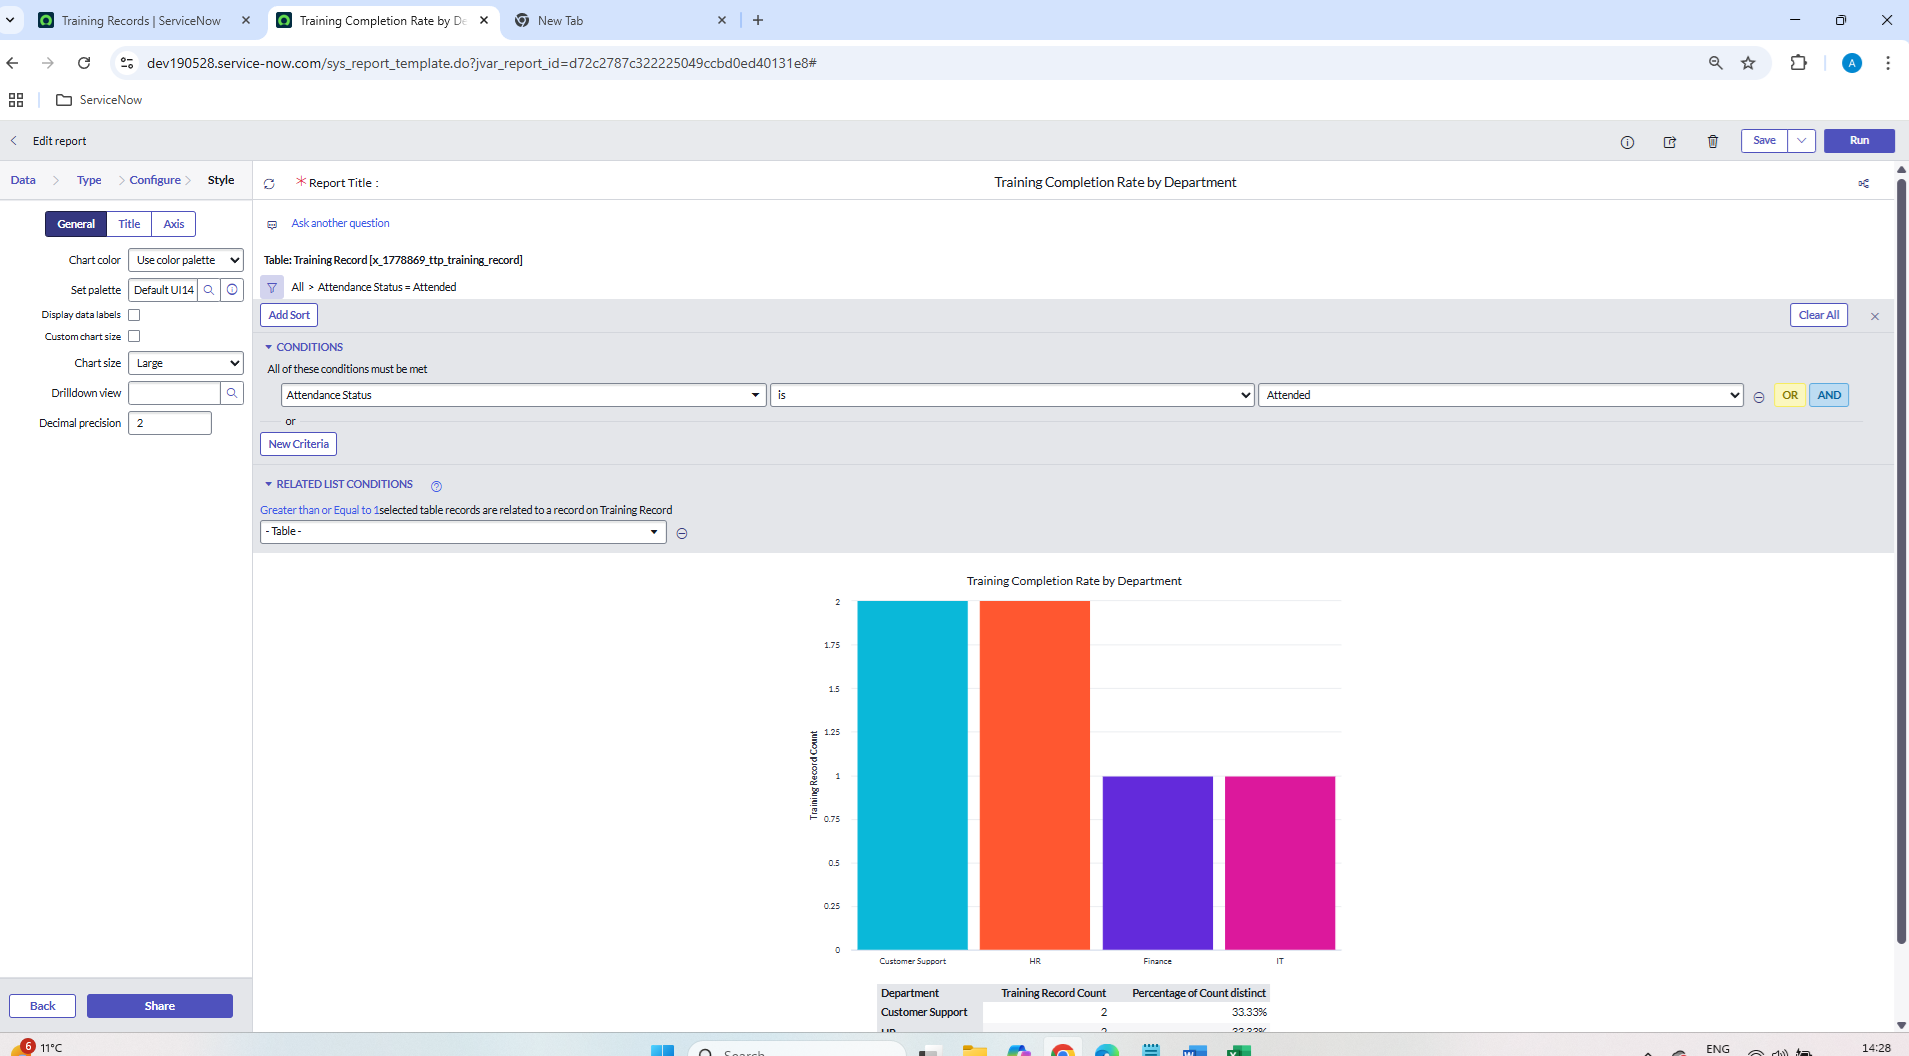 Training Records | ServiceNow
Training Completion Rate by De
New Tab
dev190528.service-now.com/sys_report_template.do?jvar_report_id=d72c2787c322225049ccbd0ed40131e8#
A
ServiceNow
Edit report
Save
Run
Data
Type
Configure
Style
* Report Title :
Training Completion Rate by Department
General
Title
Axis
Ask another question
Chart color
Use color palette
Table: Training Record [x_1778869_ttp_training_record]
Set palette
Default UI14
All > Attendance Status = Attended
Display data labels
Add Sort
Clear All
Custom chart size
CONDITIONS
Chart size
Large
All of these conditions must be met
Drilldown view
Attendance Status
is
Attended
OR
AND
Decimal precision
2
or
New Criteria
RELATED LIST CONDITIONS
Greater than or Equal to 1selected table records are related to a record on Training Record
- Table -
Training Completion Rate by Department
2
1.75
1.5
1.25
1
0.75
0.5
0.25
0
Training Record Count
Customer Support
HR
Finance
IT
Department
Training Record Count
Percentage of Count distinct
Customer Support
2
33.33%
HR
2
33.33%
Back
Share
6
11°C
Search
ENG
14:28